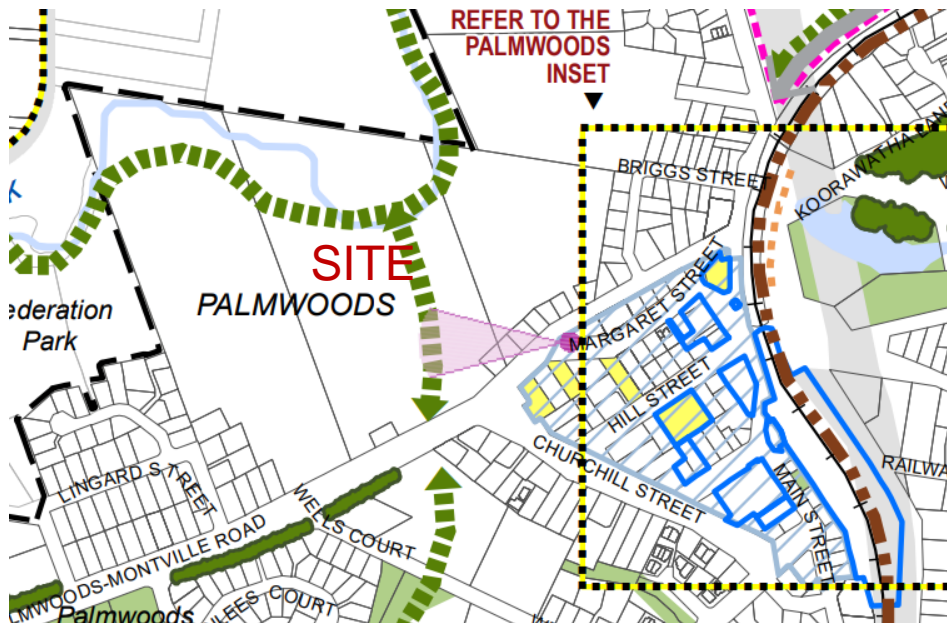 REFER TO THE
PALMWOODS
INSET
BRIGGS STREET
KOORAWATHA LANE
SITE
PALMWOODS
MARGARET STREET
ederation
Park
HILL STREET
CHURCHILL STREET
MAIN STREET
RAILWA
LINGARD STREET
WELLS COURT
LMWOODS-MONTVILLE ROAD
LEES COURT
Palmwoods